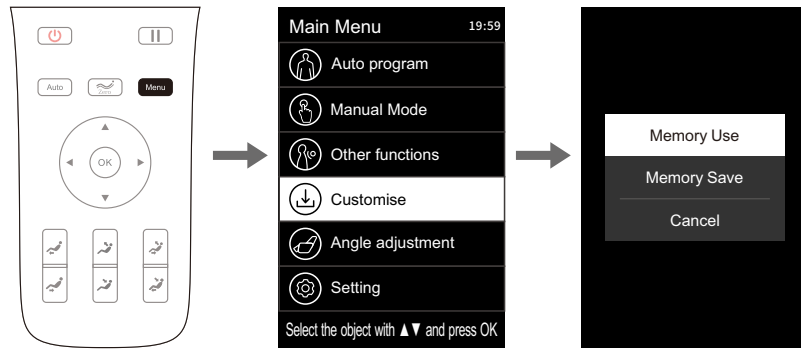 Auto
Zero
Menu
OK
Main Menu 19:59
Auto program
Manual Mode
Other functions
Customise
Angle adjustment
Setting
Select the object with ▲▼ and press OK
Memory Use
Memory Save
Cancel